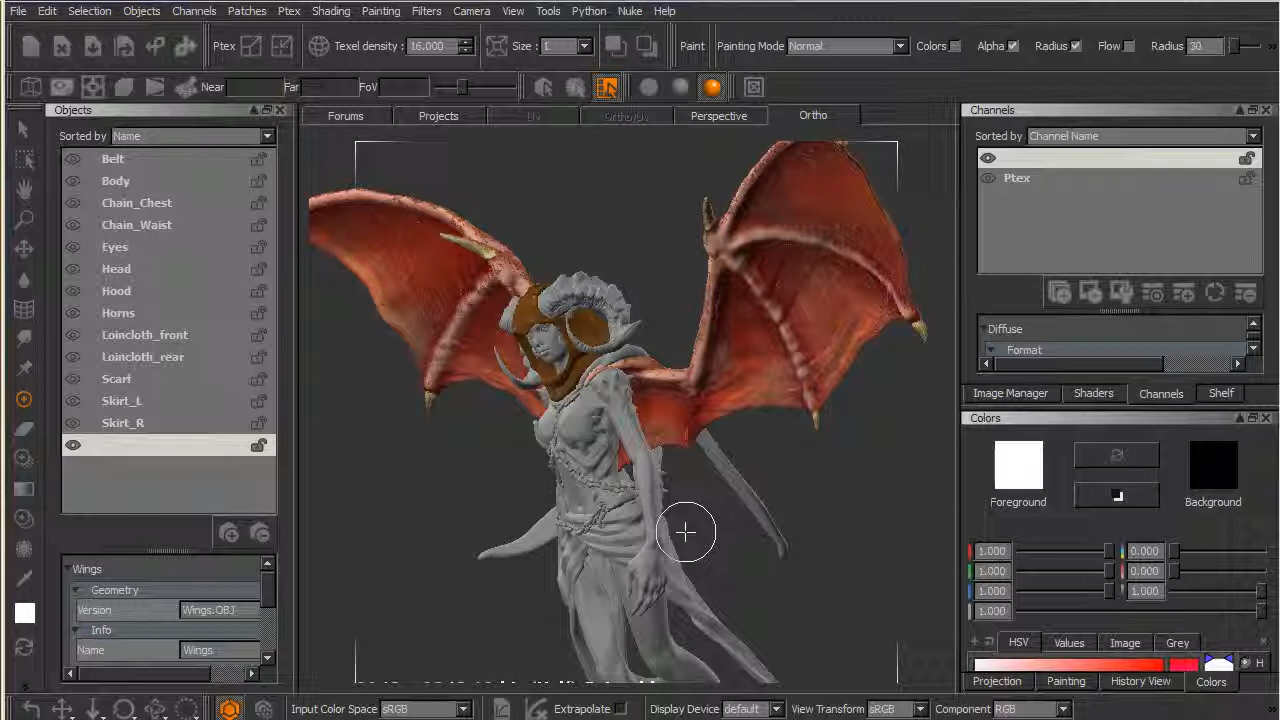 File Edit Selection Objects Channels Patches Ptex Shading Painting Filters Camera View Tools Python Nuke Help
Ptex Texel density: 16.000 Size: 1 Paint Painting Mode Normal Colors Alpha Radius Flow Radius 30 »
Near Far FoV
Objects
Sorted by Name
Belt
Body
Chain_Chest
Chain_Waist
Eyes
Head
Hood
Horns
Loincloth_front
Loincloth_rear
Scarf
Skirt_L
Skirt_R
Wings
Geometry
Version Wings.OBJ
Info
Name Wings
Forums Projects Uv Ortho/Uv Perspective Ortho
Channels
Sorted by Channel Name
Ptex
Diffuse
Format
Image Manager Shaders Channels Shelf
Colors
Foreground Background
1.000 0.000
1.000 0.000
1.000 1.000
1.000
HSV Values Image Grey
H
Projection Painting History View Colors
Input Color Space sRGB Extrapolate Display Device default View Transform sRGB Component RGB